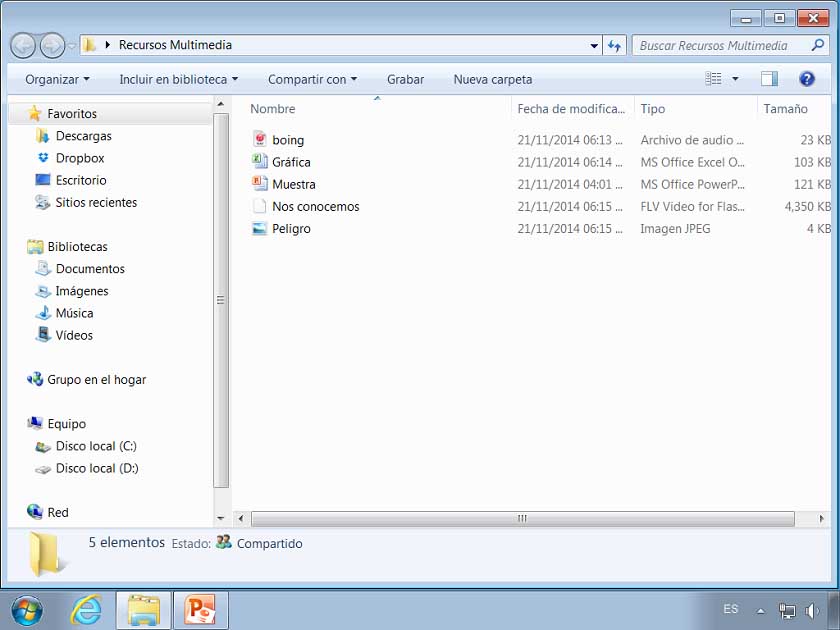 Recursos Multimedia
Buscar Recursos Multimedia
Organizar Incluir en biblioteca Compartir con Grabar Nueva carpeta
Favoritos
Descargas
Dropbox
Escritorio
Sitios recientes
Bibliotecas
Documentos
Imágenes
Música
Vídeos
Grupo en el hogar
Equipo
Disco local (C:)
Disco local (D:)
Red
Nombre Fecha de modifica... Tipo Tamaño
boing 21/11/2014 06:13 ... Archivo de audio ... 23 KB
Gráfica 21/11/2014 06:14 ... MS Office Excel O... 103 KB
Muestra 21/11/2014 04:01 ... MS Office PowerP... 121 KB
Nos conocemos 21/11/2014 06:15 ... FLV Video for Flas... 4,350 KB
Peligro 21/11/2014 06:15 ... Imagen JPEG 4 KB
5 elementos Estado: Compartido
ES